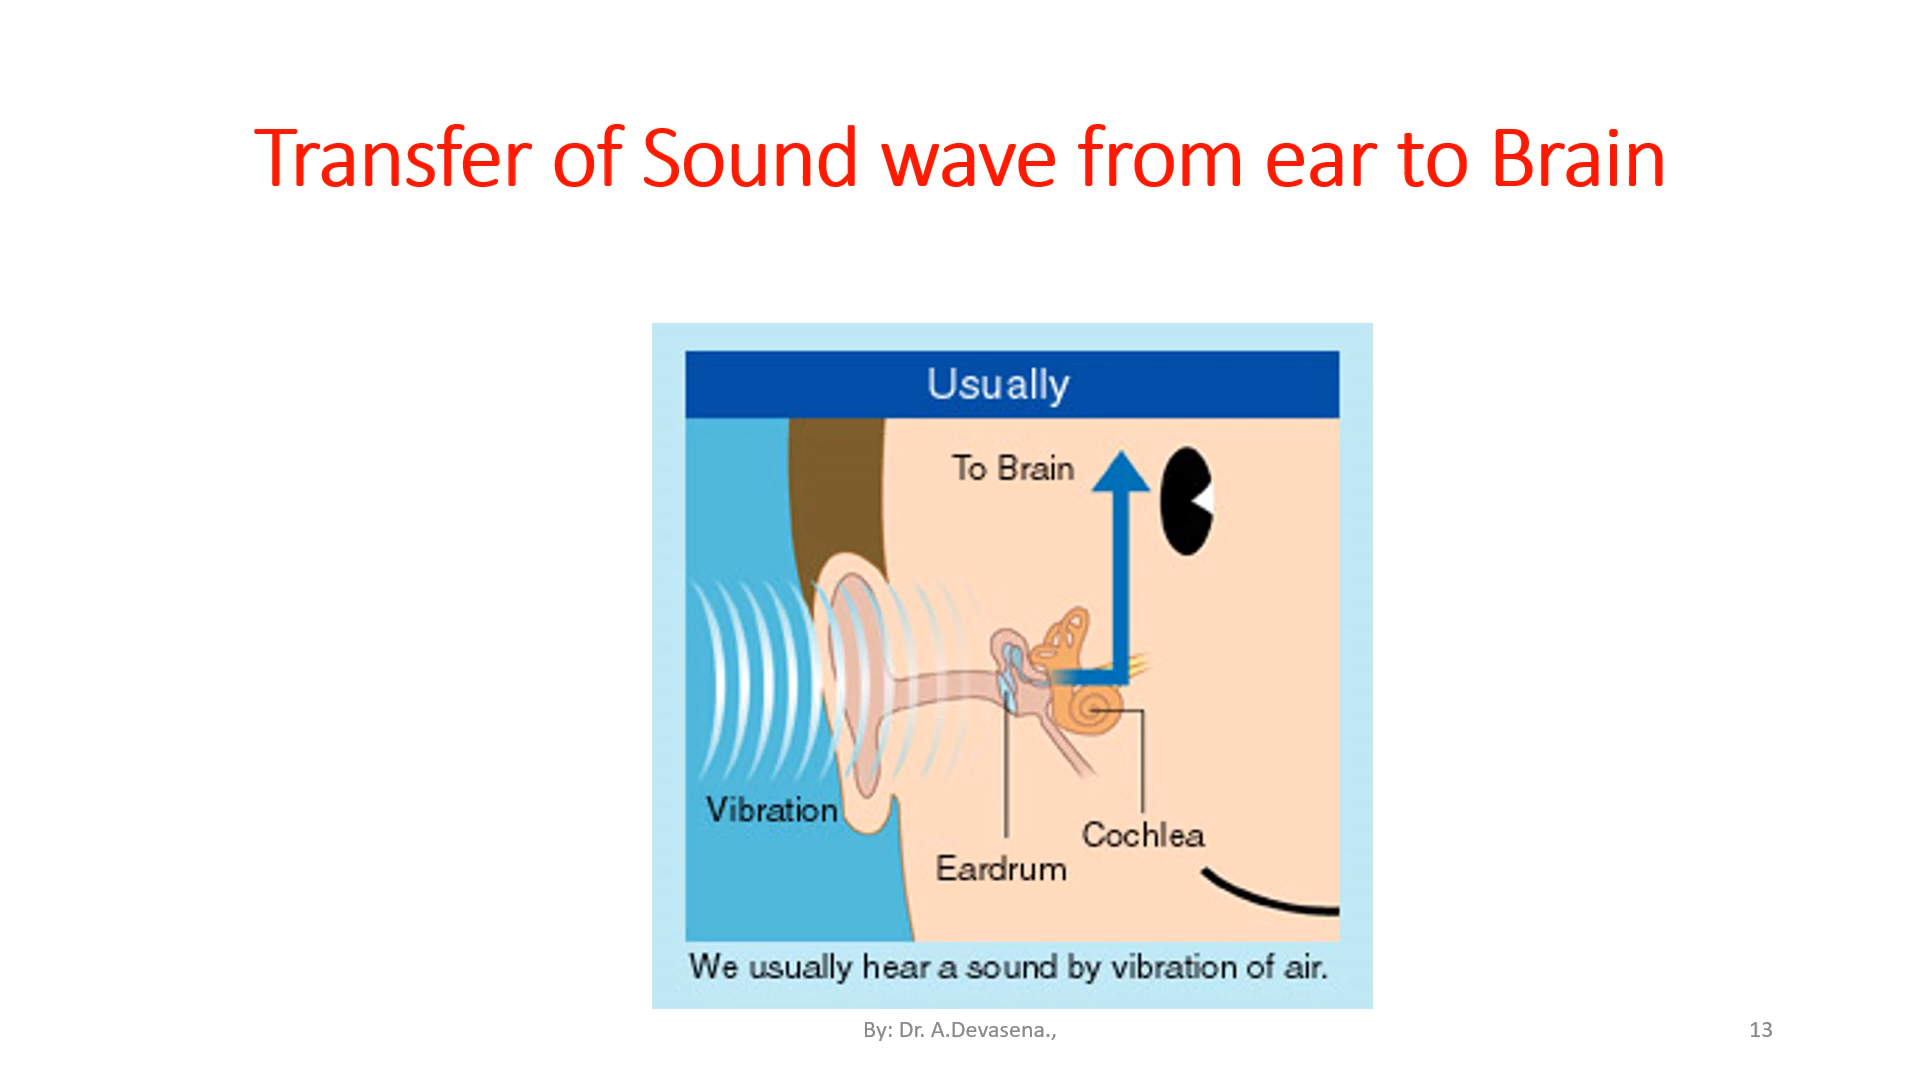 Transfer of Sound wave from ear to Brain
Usually
To Brain
Vibration
Cochlea
Eardrum
We usually hear a sound by vibration of air.
By: Dr. A.Devasena.,
13